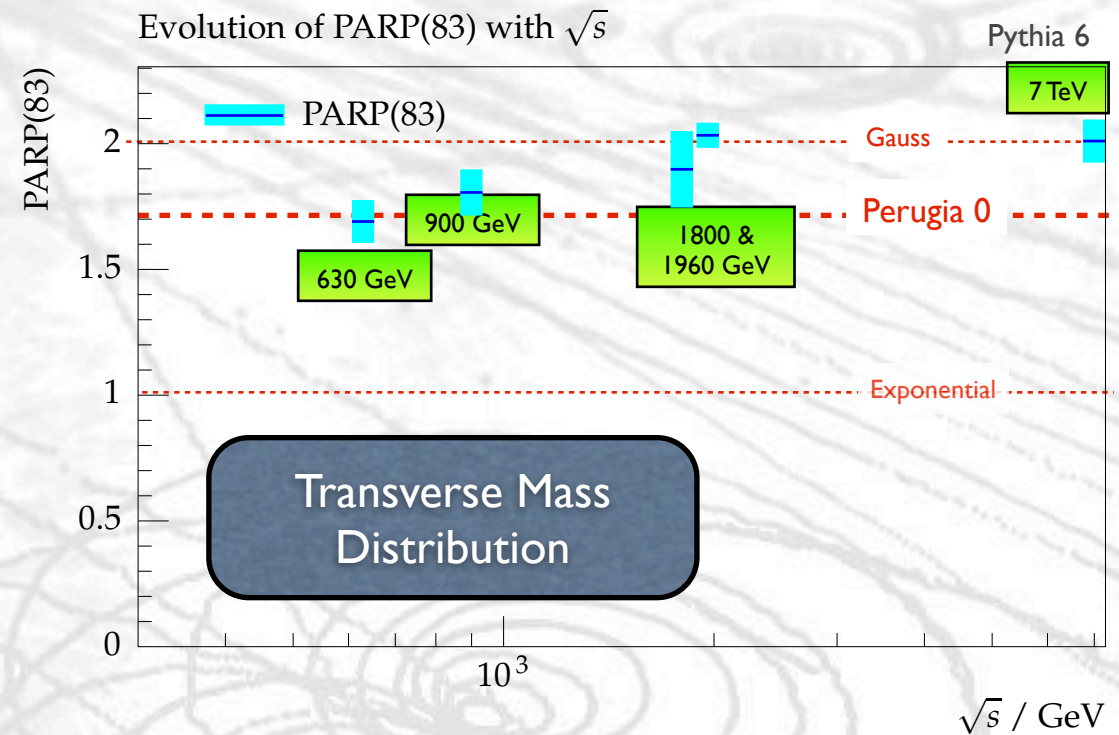 Evolution of PARP(83) with √s
Pythia 6
PARP(83)
PARP(83)
7 TeV
2
Gauss
Perugia 0
900 GeV
1800 &
1960 GeV
630 GeV
1.5
1
Exponential
Transverse Mass
Distribution
0.5
0
10³
√s / GeV